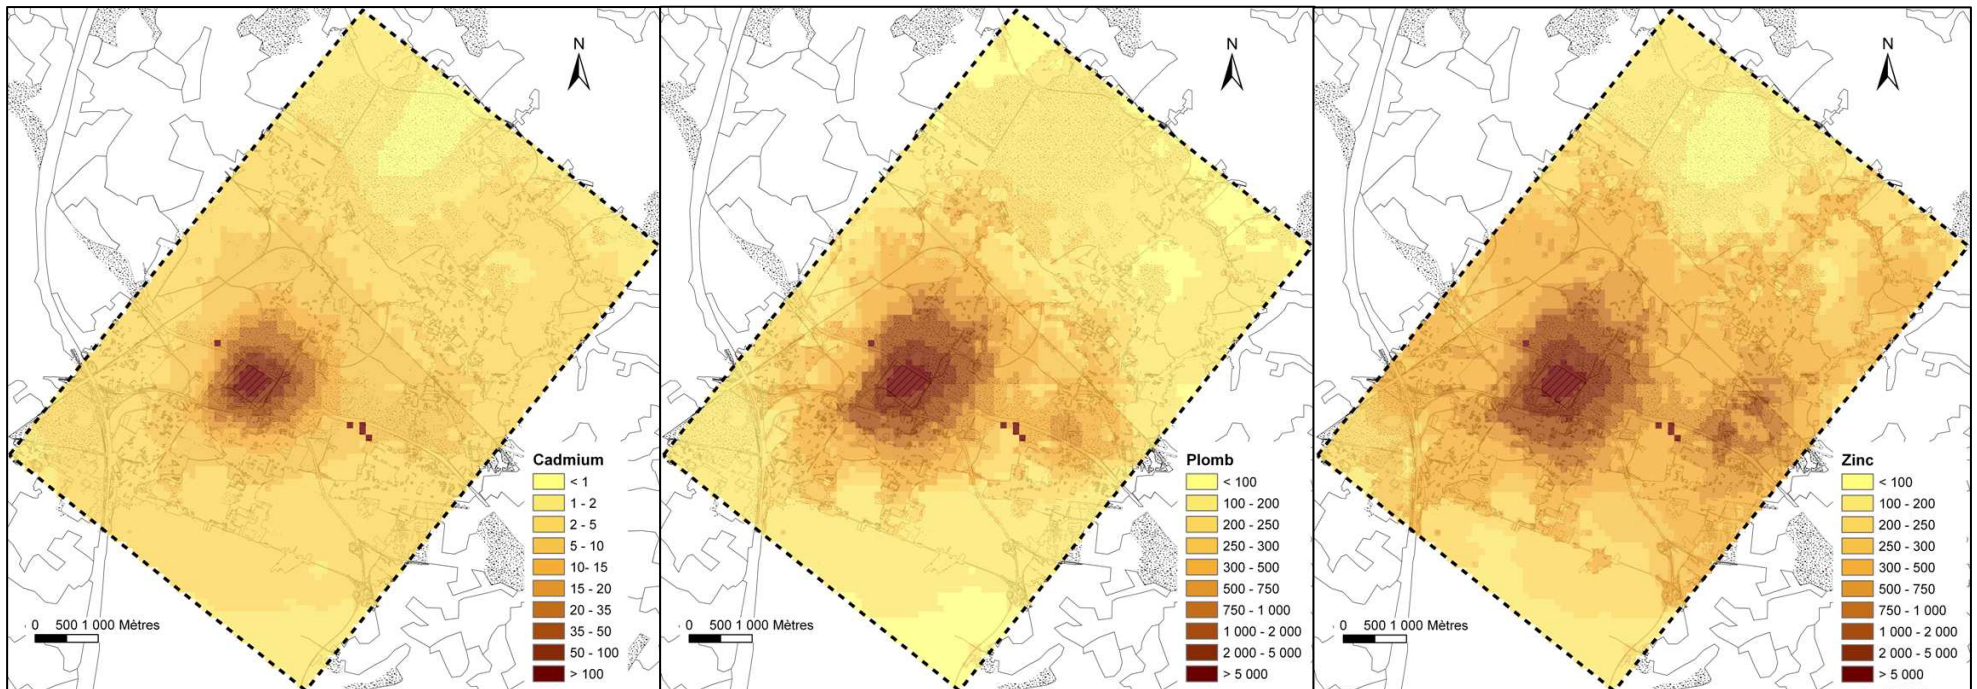 N
Cadmium
< 1
1 - 2
2 - 5
5 - 10
10 - 15
15 - 20
20 - 35
35 - 50
50 - 100
> 100
0 500 1 000 Mètres
N
Plomb
< 100
100 - 200
200 - 250
250 - 300
300 - 500
500 - 750
750 - 1 000
1 000 - 2 000
2 000 - 5 000
> 5 000
0 500 1 000 Mètres
N
Zinc
< 100
100 - 200
200 - 250
250 - 300
300 - 500
500 - 750
750 - 1 000
1 000 - 2 000
2 000 - 5 000
> 5 000
0 500 1 000 Mètres